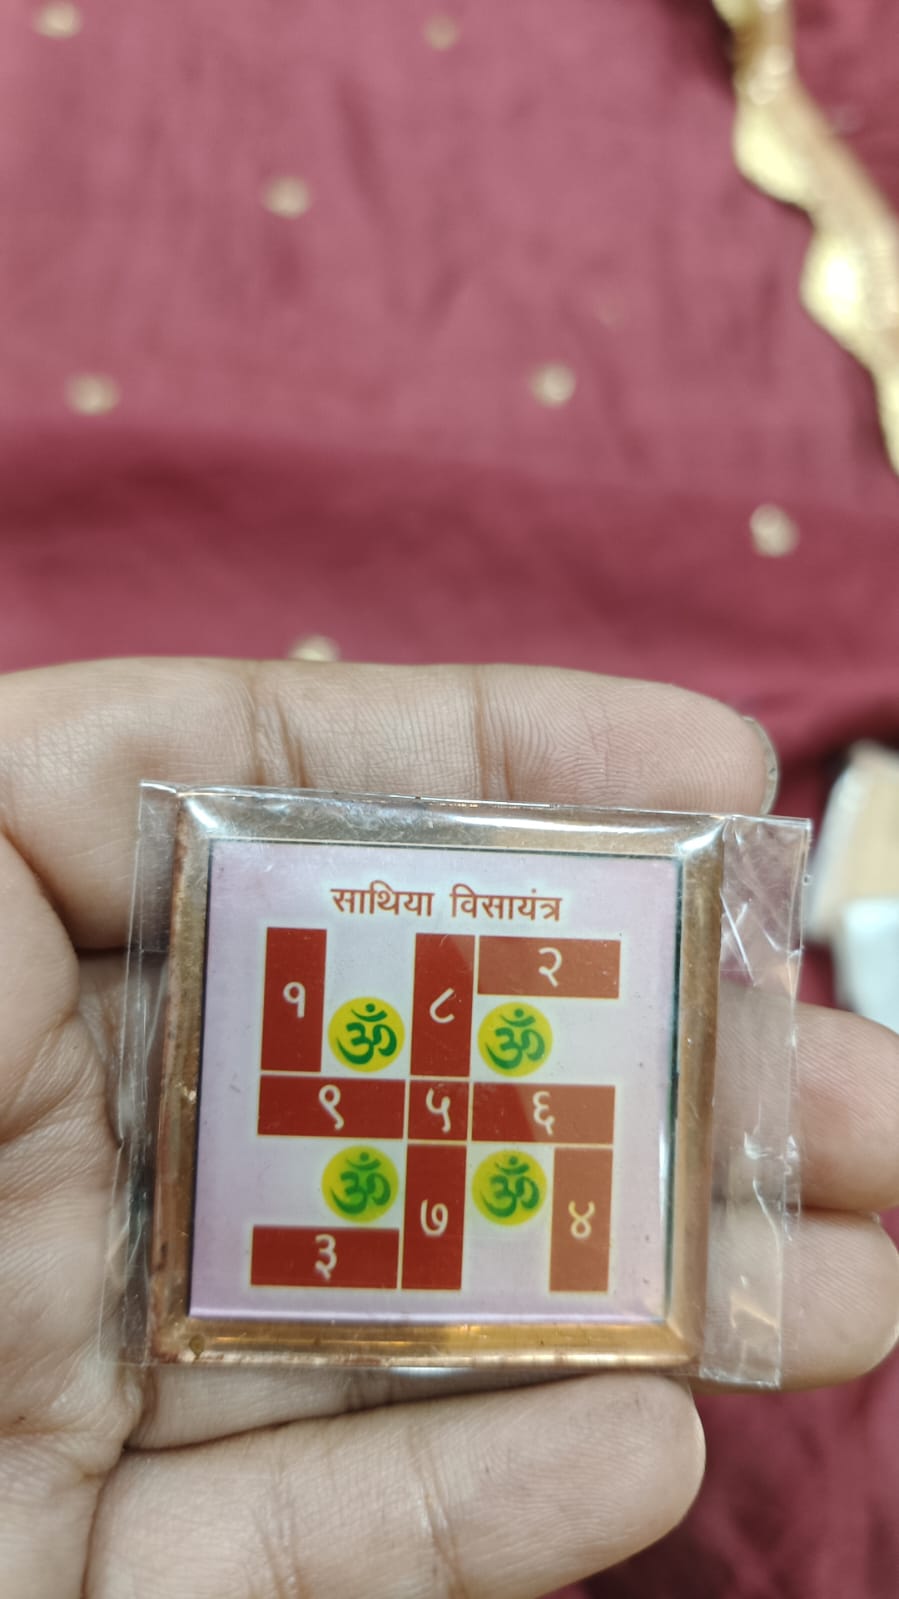 साथिया विसायंत्र
१ ८ २
ॐ ॐ
९ ५ ६
ॐ ॐ
७ ४
३